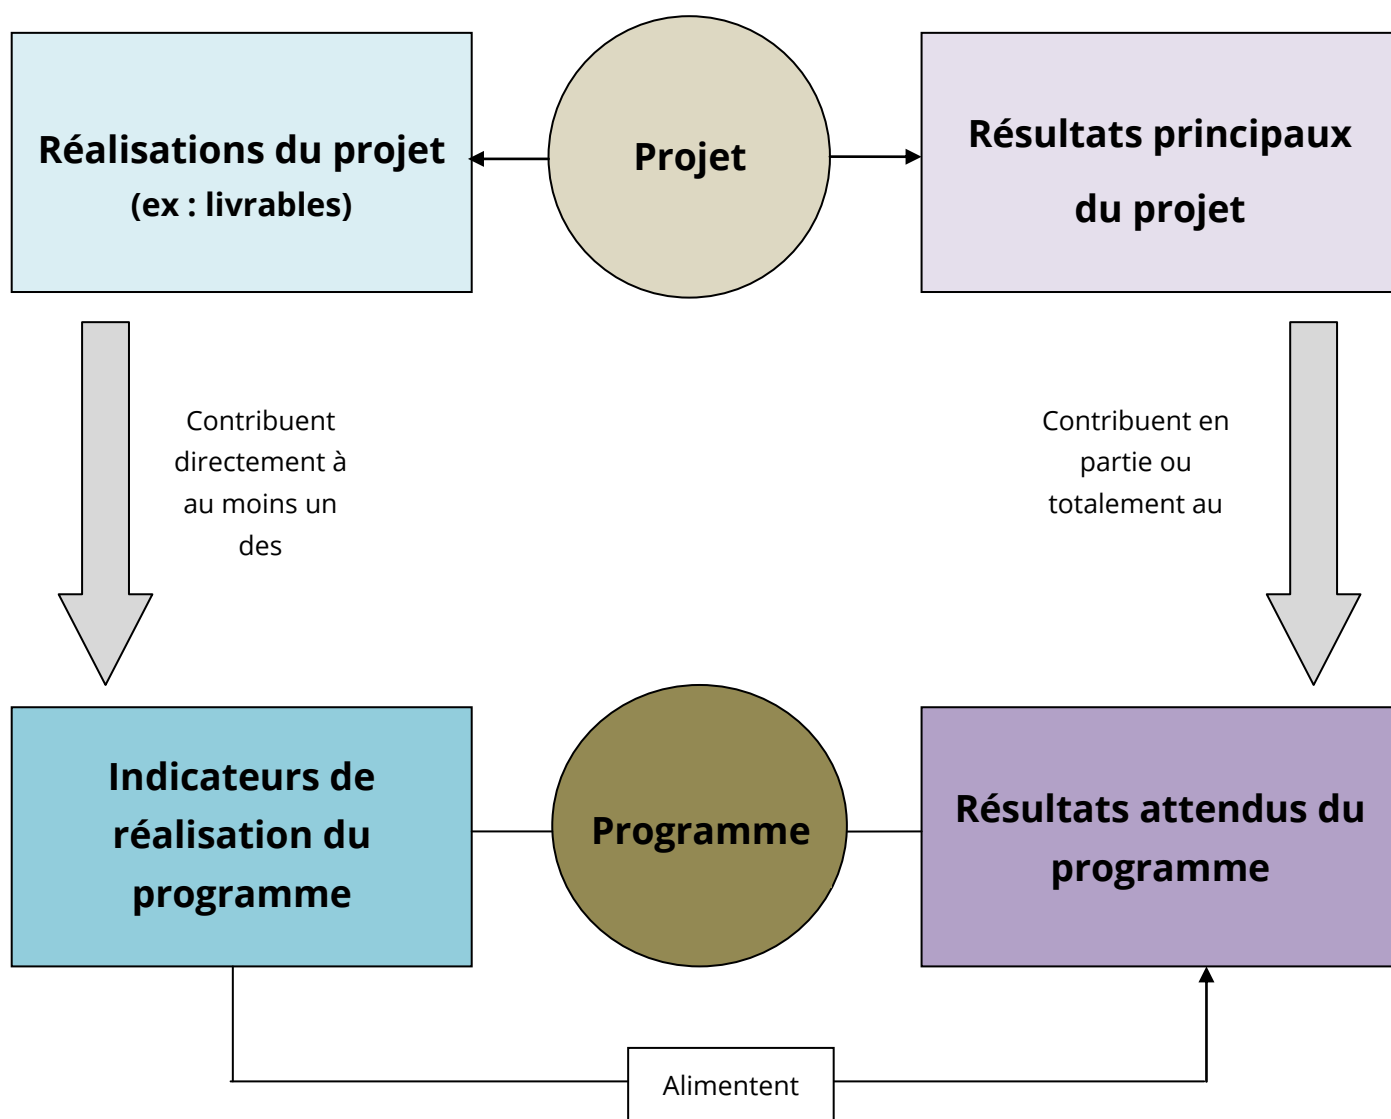 Réalisations du projet
(ex : livrables)
Projet
Résultats principaux
du projet
Contribuent
directement à
au moins un
des
Contribuent en
partie ou
totalement au
Indicateurs de
réalisation du
programme
Programme
Résultats attendus du
programme
Alimentent